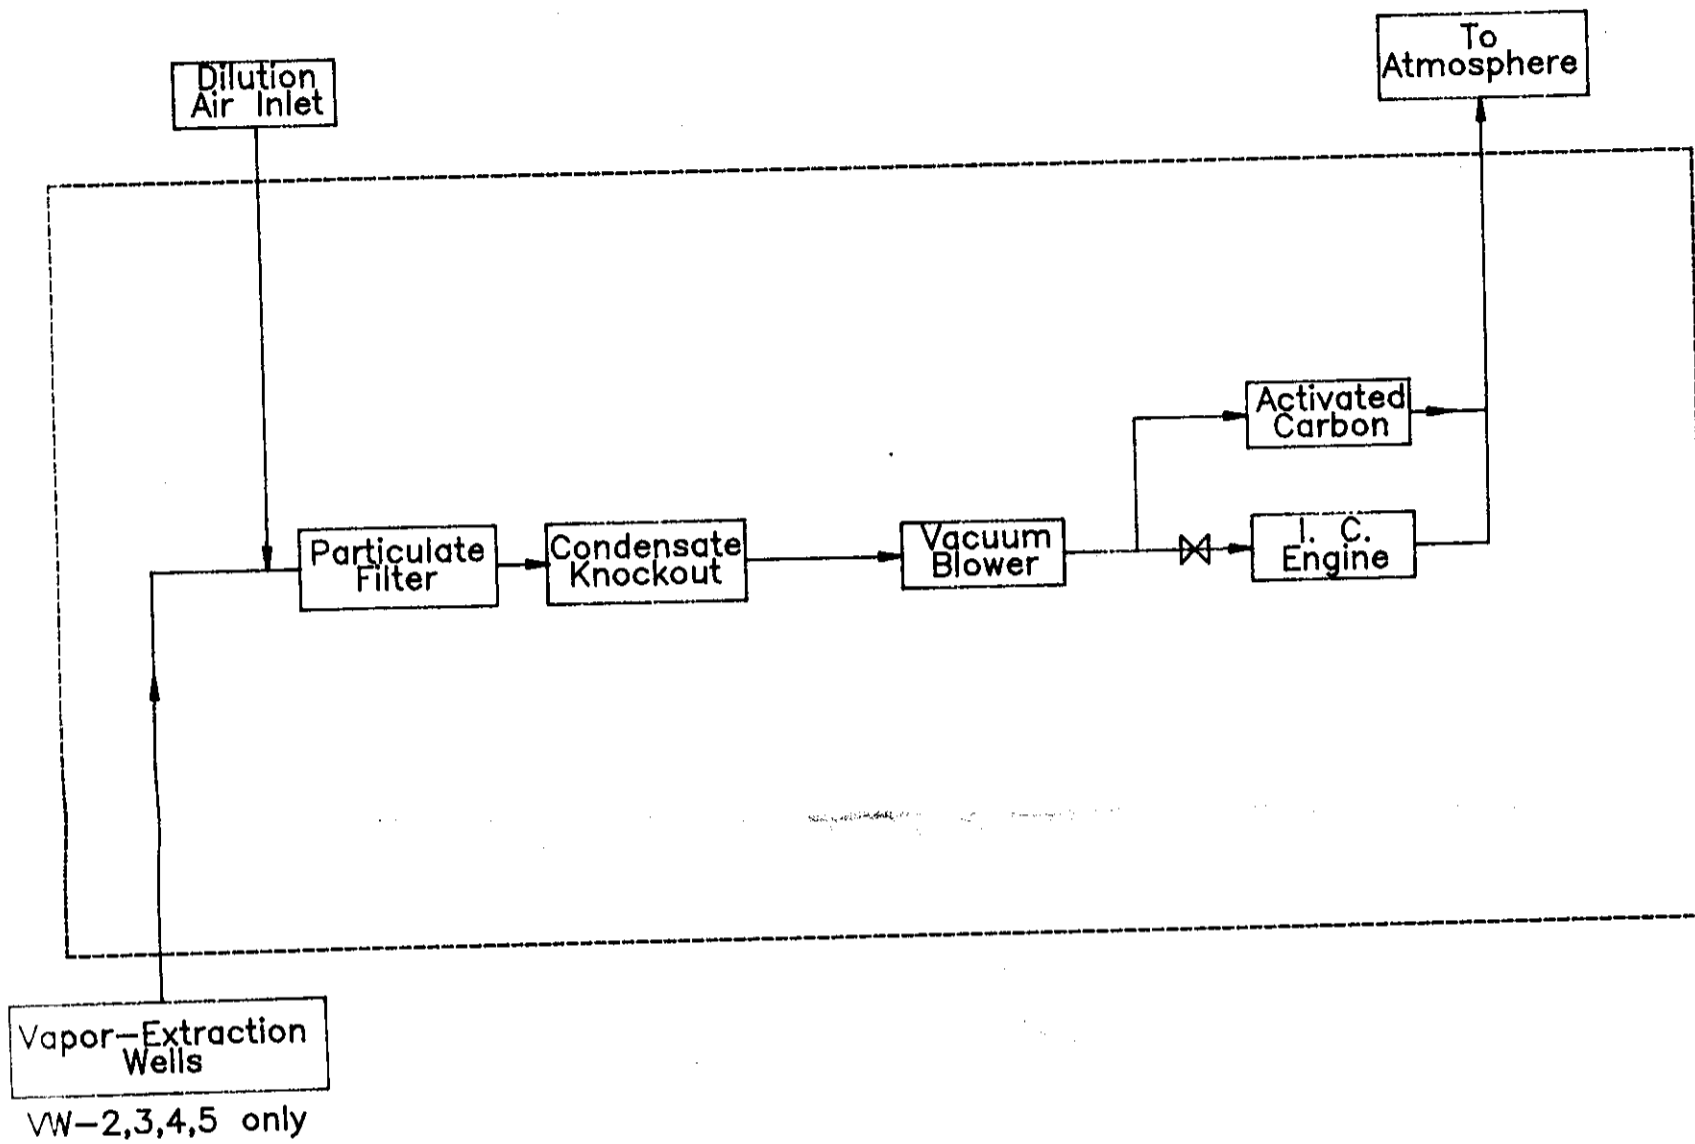 To
Atmosphere
Dilution
Air Inlet
Activated
Carbon
Particulate
Filter
Condensate
Knockout
Vacuum
Blower
I. C.
Engine
Vapor-Extraction
Wells
VW-2,3,4,5 only